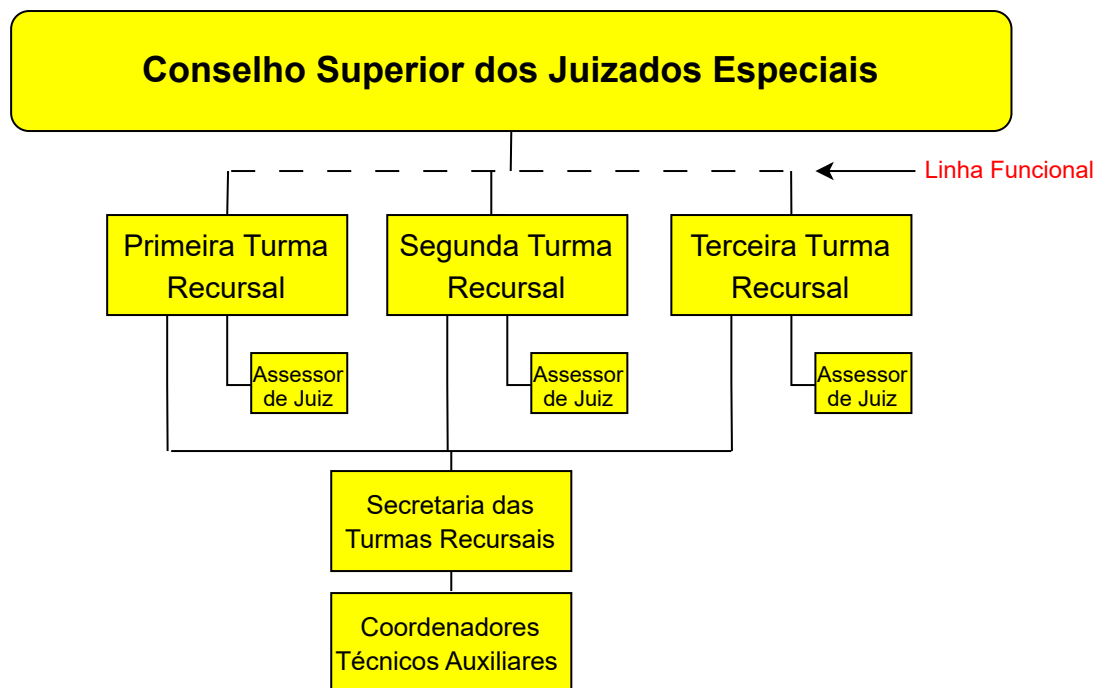 Conselho Superior dos Juizados Especiais
Linha Funcional
Primeira Turma
Recursal
Segunda Turma
Recursal
Terceira Turma
Recursal
Assessor
de Juiz
Assessor
de Juiz
Assessor
de Juiz
Secretaria das
Turmas Recursais
Coordenadores
Técnicos Auxiliares